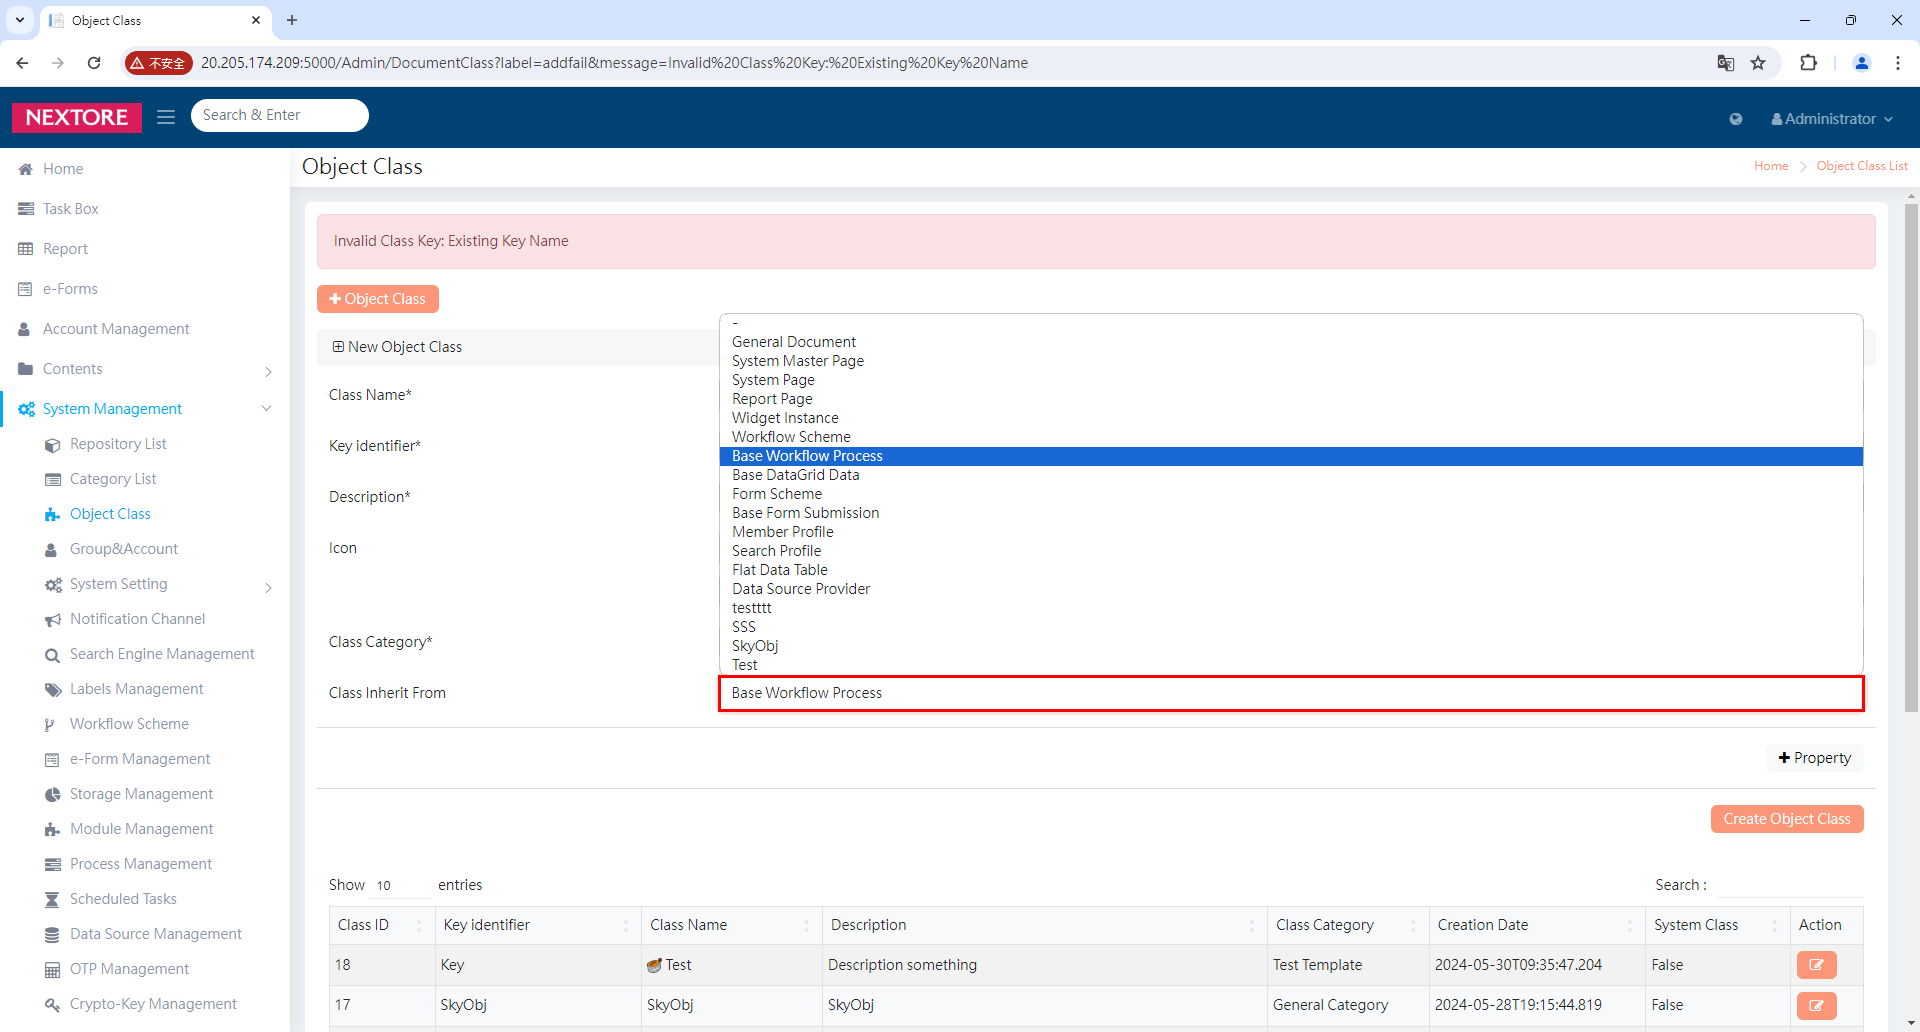 Object Class
不安全
20.205.174.209:5000/Admin/DocumentClass?label=addfail&message=Invalid%20Class%20Key:%20Existing%20Key%20Name
NEXTORE
Search & Enter
Administrator
Home
Task Box
Report
e-Forms
Account Management
Contents
System Management
Repository List
Category List
Object Class
Group&Account
System Setting
Notification Channel
Search Engine Management
Labels Management
Workflow Scheme
e-Form Management
Storage Management
Module Management
Process Management
Scheduled Tasks
Data Source Management
OTP Management
Crypto-Key Management
Object Class
Home > Object Class List
Invalid Class Key: Existing Key Name
+ Object Class
New Object Class
Class Name*
Key identifier*
Description*
Icon
Class Category*
Class Inherit From
-
General Document
System Master Page
System Page
Report Page
Widget Instance
Workflow Scheme
Base Workflow Process
Base DataGrid Data
Form Scheme
Base Form Submission
Member Profile
Search Profile
Flat Data Table
Data Source Provider
testttt
SSS
SkyObj
Test
Base Workflow Process
+ Property
Create Object Class
Show 10 entries
Search :
Class ID Key identifier Class Name Description Class Category Creation Date System Class Action
18 Key Test Description something Test Template 2024-05-30T09:35:47.204 False
17 SkyObj SkyObj SkyObj General Category 2024-05-28T19:15:44.819 False